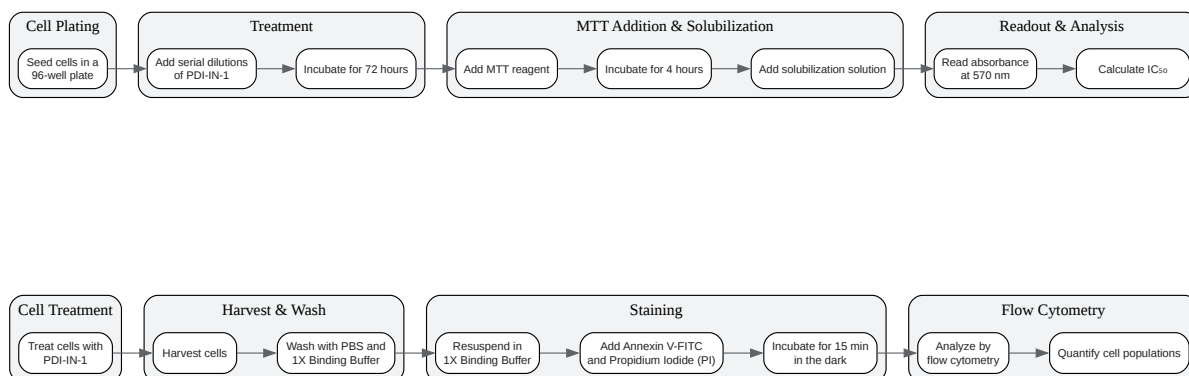 Cell Plating
Seed cells in a
96-well plate
Treatment
Add serial dilutions
of PDI-IN-1
Incubate for 72 hours
MTT Addition & Solubilization
Add MTT reagent
Incubate for 4 hours
Add solubilization solution
Readout & Analysis
Read absorbance
at 570 nm
Calculate IC₅₀
Cell Treatment
Treat cells with
PDI-IN-1
Harvest & Wash
Harvest cells
Wash with PBS and
1X Binding Buffer
Staining
Resuspend in
1X Binding Buffer
Add Annexin V-FITC
and Propidium Iodide (PI)
Incubate for 15 min
in the dark
Flow Cytometry
Analyze by
flow cytometry
Quantify cell populations